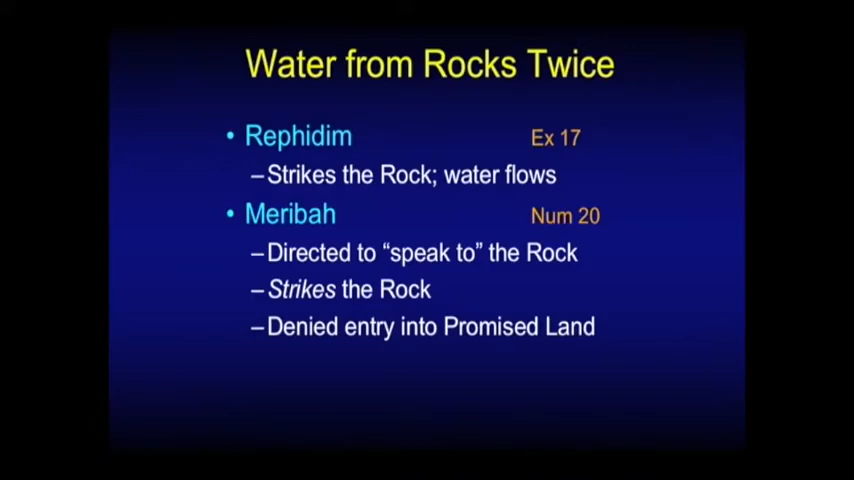 Water from Rocks Twice
• Rephidim Ex 17
–Strikes the Rock; water flows
• Meribah Num 20
–Directed to “speak to” the Rock
–Strikes the Rock
–Denied entry into Promised Land